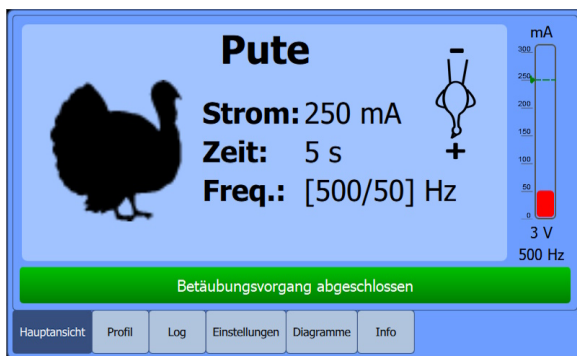 Pute
Strom: 250 mA
Zeit: 5 s
Freq.: [500/50] Hz
-
+
mA
300
250
200
150
100
50
0
3 V
500 Hz
Betäubungsvorgang abgeschlossen
Hauptansicht Profil Log Einstellungen Diagramme Info